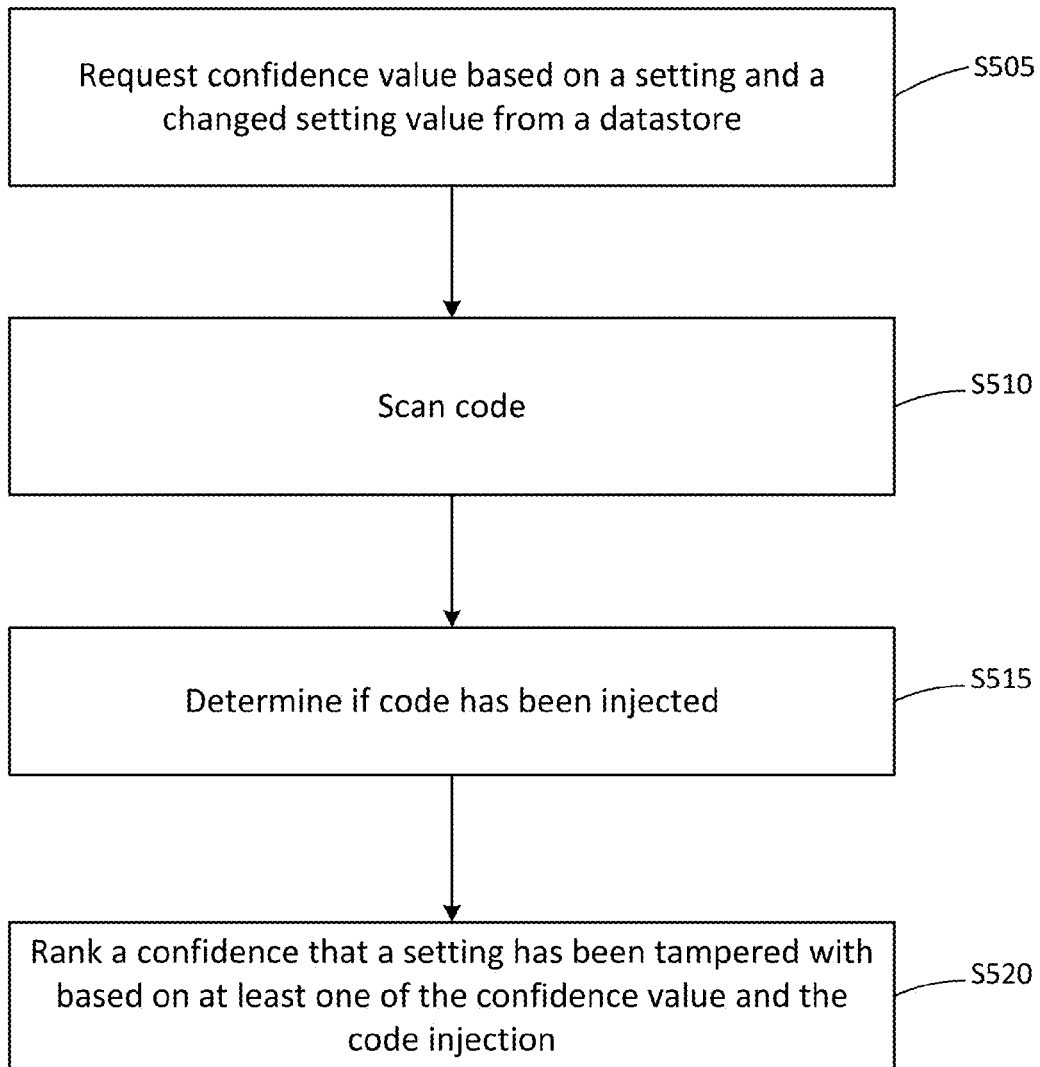 Request confidence value based on a setting and a
changed setting value from a datastore
S505
Scan code
S510
Determine if code has been injected
S515
Rank a confidence that a setting has been tampered with
based on at least one of the confidence value and the
code injection
S520